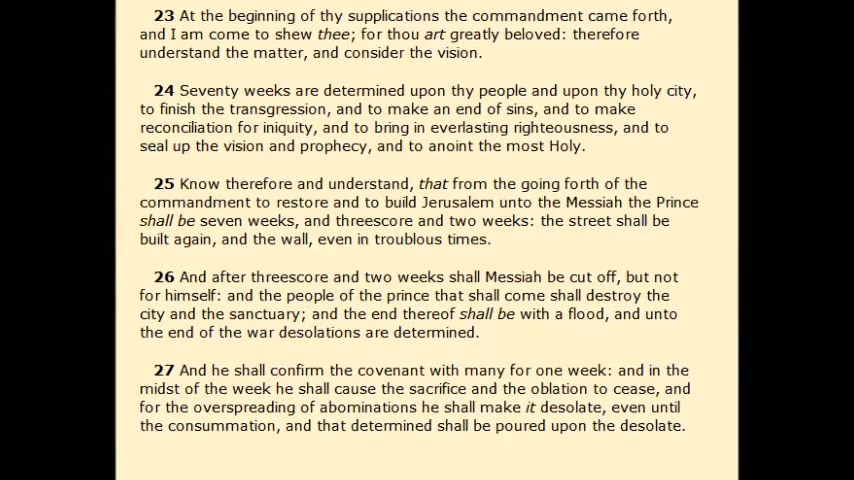 23 At the beginning of thy supplications the commandment came forth,
and I am come to shew thee; for thou art greatly beloved: therefore
understand the matter, and consider the vision.
24 Seventy weeks are determined upon thy people and upon thy holy city,
to finish the transgression, and to make an end of sins, and to make
reconciliation for iniquity, and to bring in everlasting righteousness, and to
seal up the vision and prophecy, and to anoint the most Holy.
25 Know therefore and understand, that from the going forth of the
commandment to restore and to build Jerusalem unto the Messiah the Prince
shall be seven weeks, and threescore and two weeks: the street shall be
built again, and the wall, even in troublous times.
26 And after threescore and two weeks shall Messiah be cut off, but not
for himself: and the people of the prince that shall come shall destroy the
city and the sanctuary; and the end thereof shall be with a flood, and unto
the end of the war desolations are determined.
27 And he shall confirm the covenant with many for one week: and in the
midst of the week he shall cause the sacrifice and the oblation to cease, and
for the overspreading of abominations he shall make it desolate, even until
the consummation, and that determined shall be poured upon the desolate.